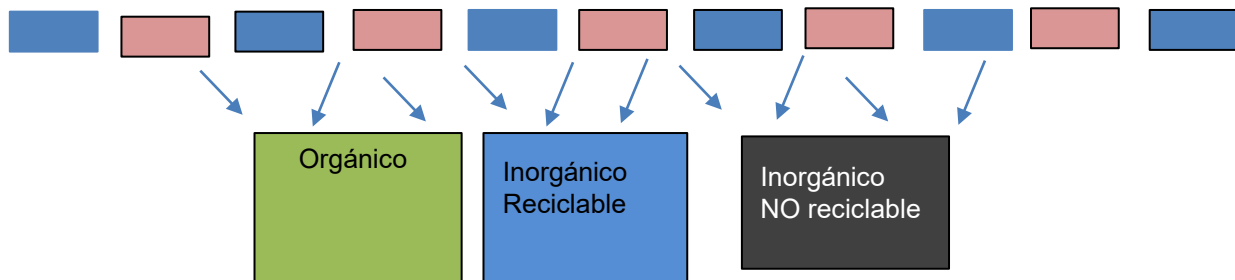 Orgánico
Inorgánico
Reciclable
Inorgánico
NO reciclable